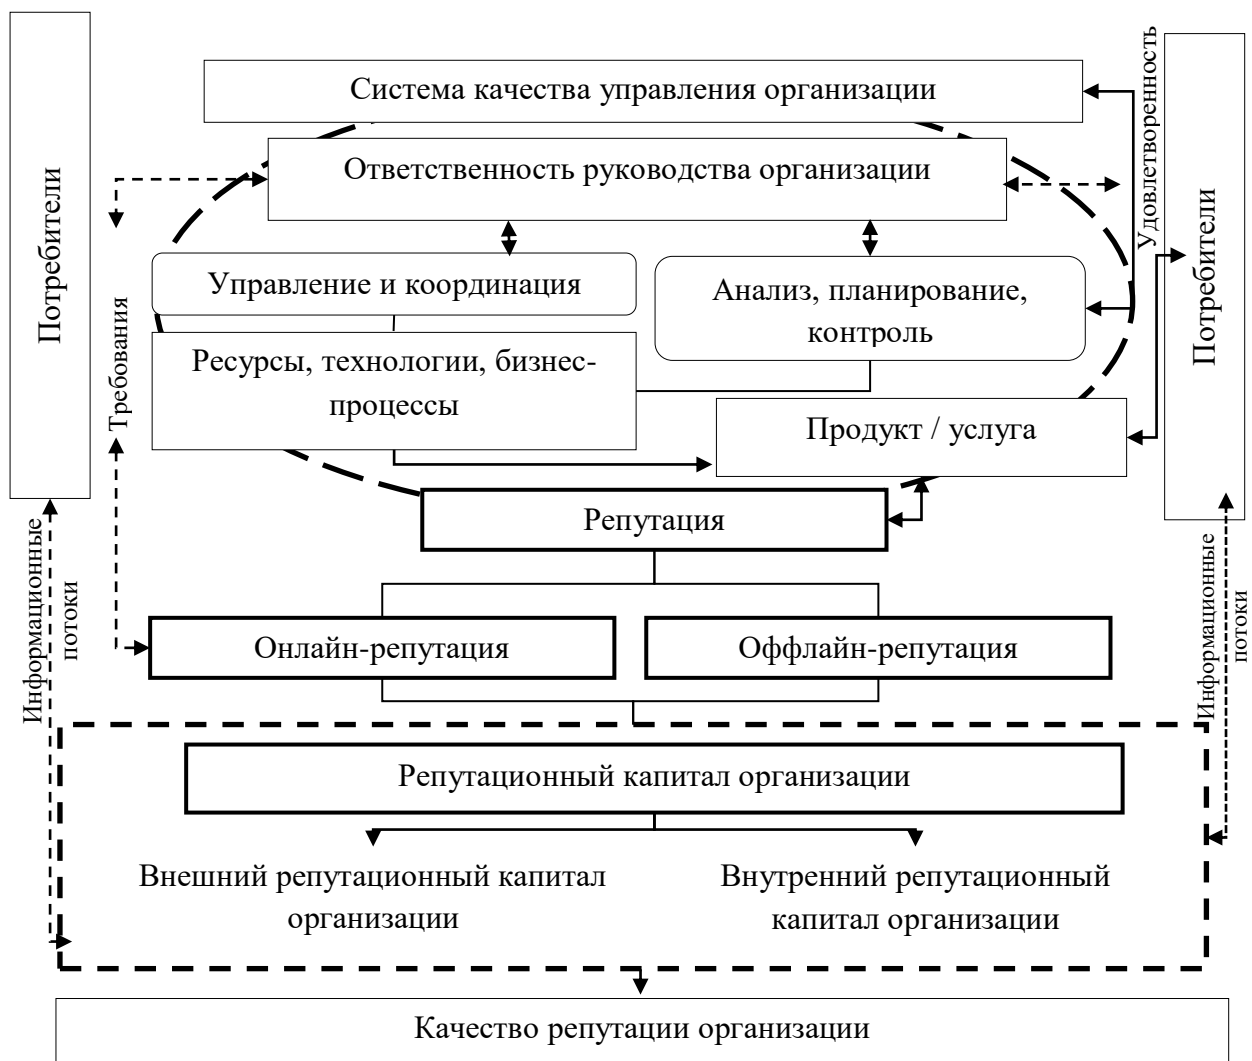 Потребители
Система качества управления организации
Удовлетворенность
Потребители
Ответственность руководства организации
Управление и координация
Анализ, планирование,
контроль
Требования
Ресурсы, технологии, бизнес-
процессы
Продукт / услуга
Репутация
Информационные
потоки
Информационные
потоки
Онлайн-репутация
Оффлайн-репутация
Репутационный капитал организации
Внешний репутационный капитал
организации
Внутренний репутационный
капитал организации
Качество репутации организации